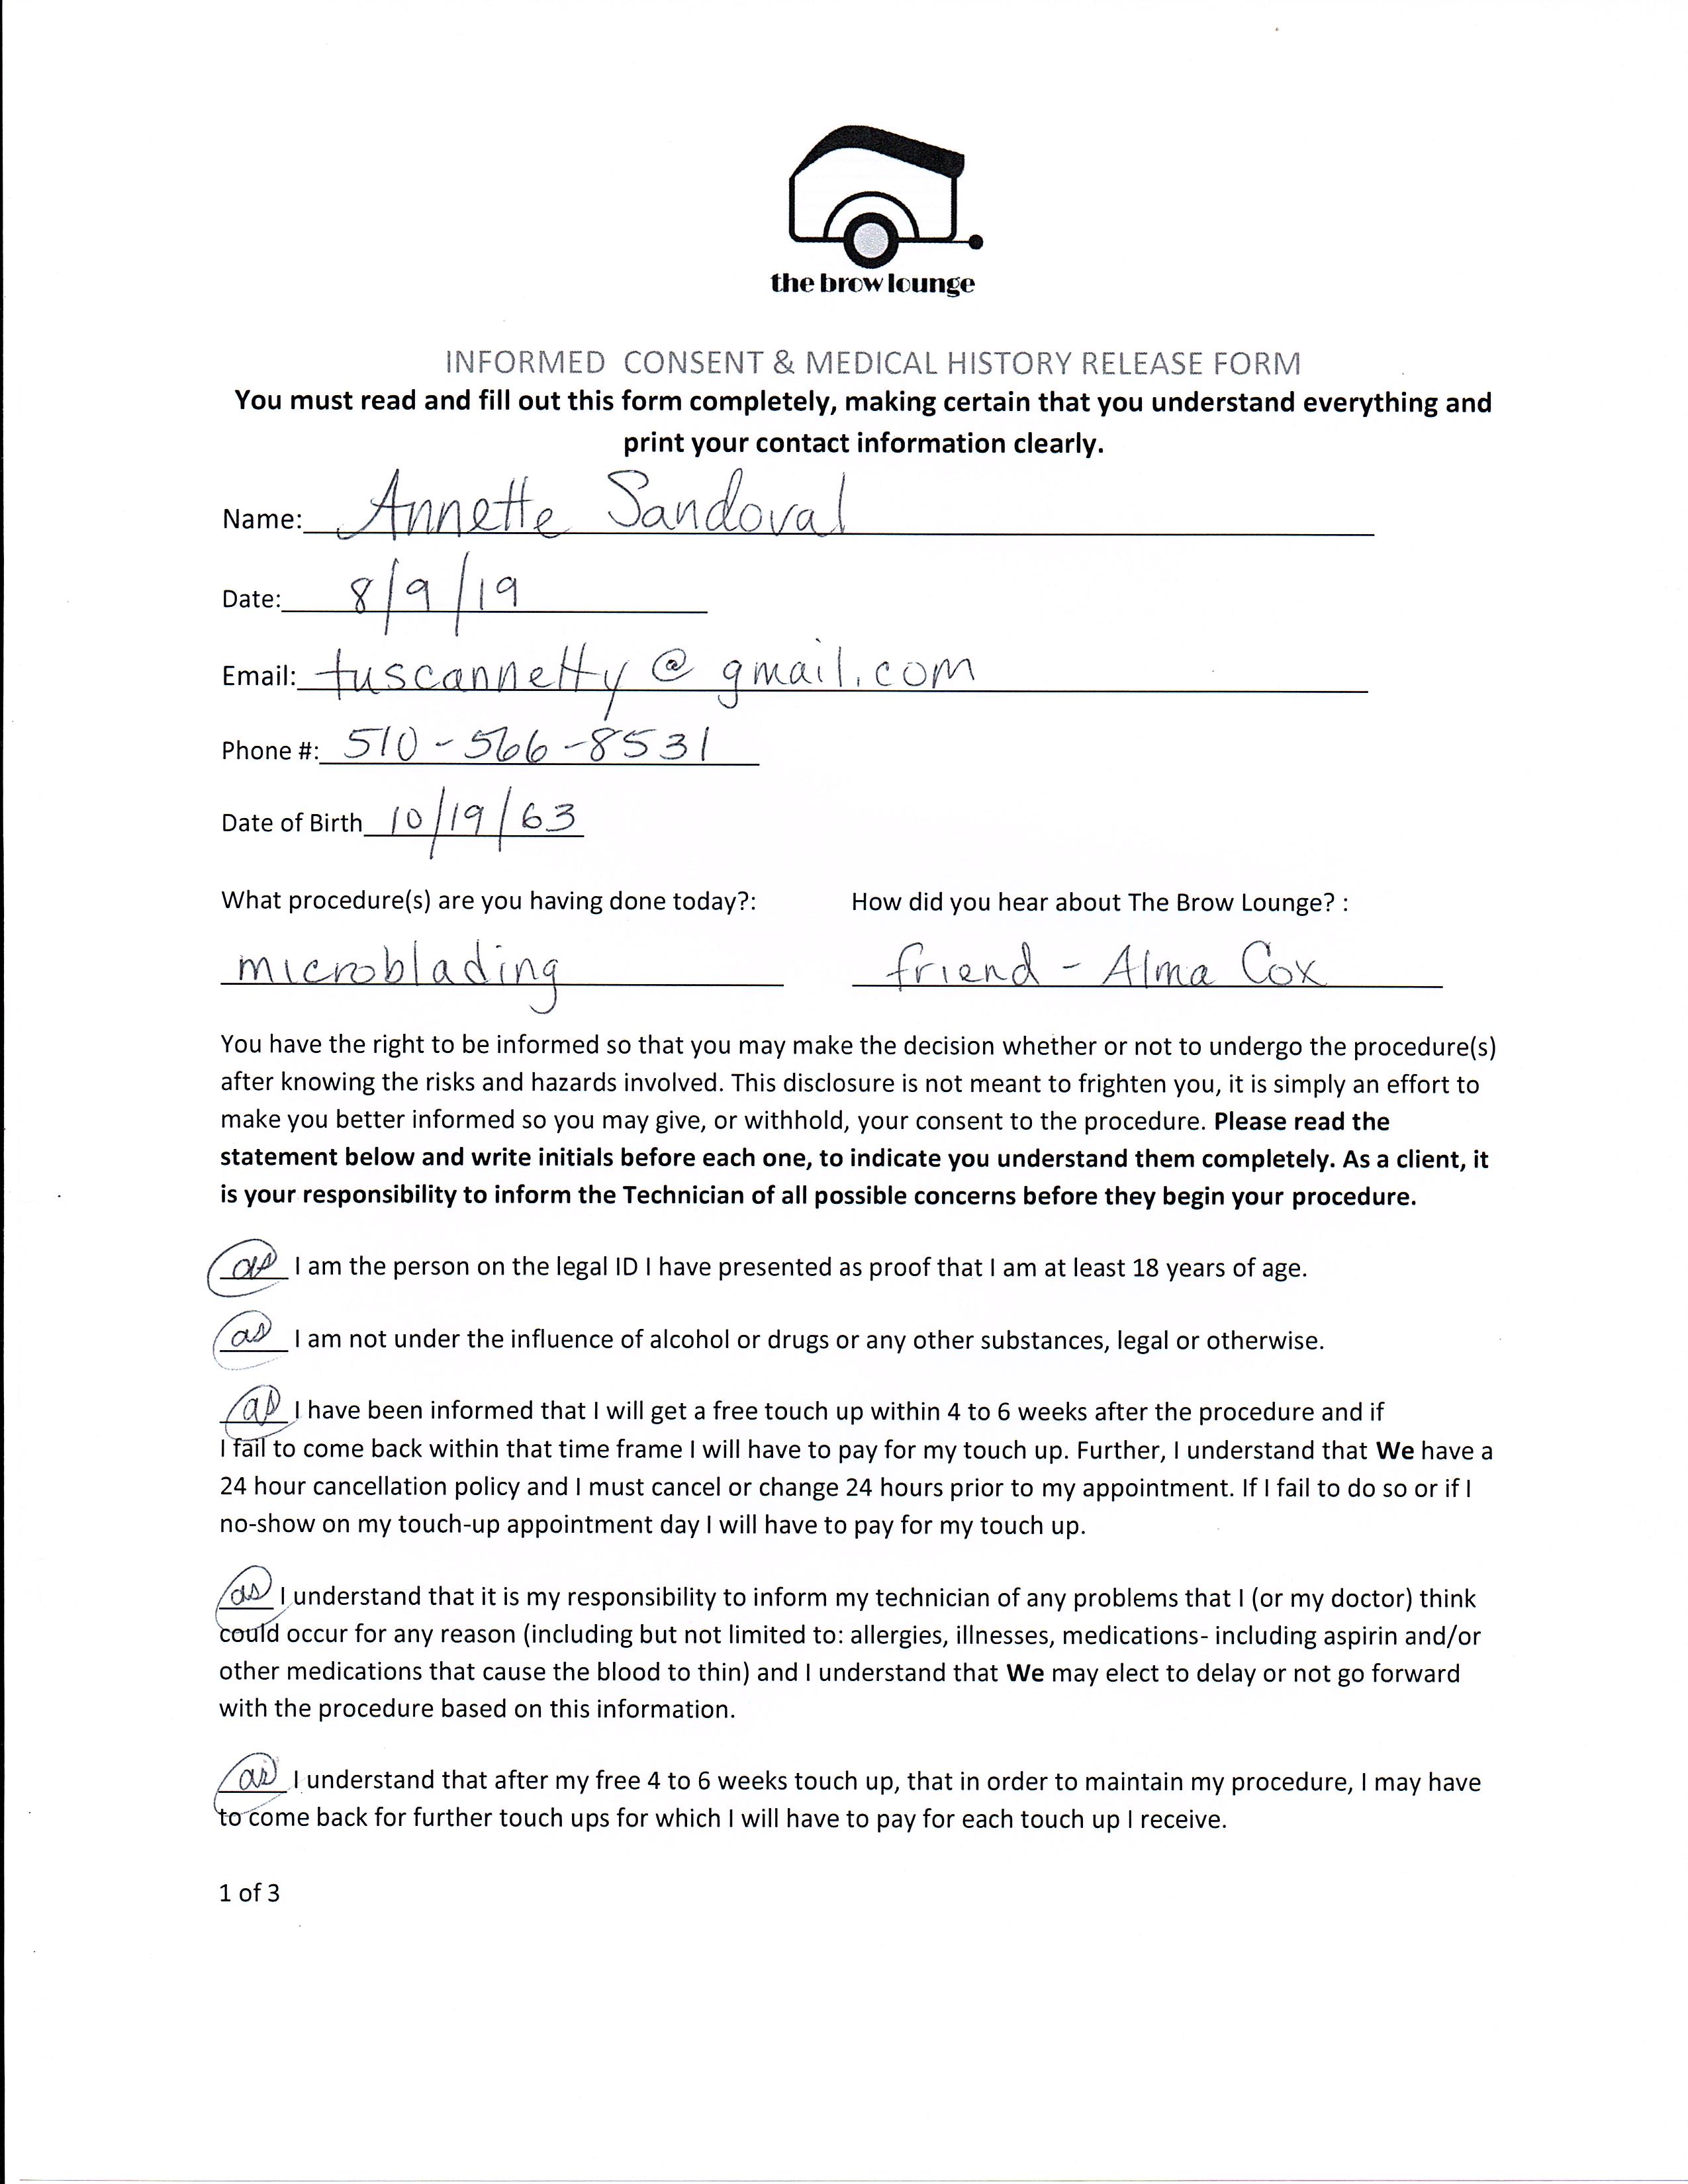 the brow lounge
INFORMED CONSENT & MEDICAL HISTORY RELEASE FORM
You must read and fill out this form completely, making certain that you understand everything and
print your contact information clearly.
Name: Annette Sandoval
Date: 8/9/19
Email: tuscannetty@gmail.com
Phone #: 510-566-8531
Date of Birth 10/19/63
What procedure(s) are you having done today?: How did you hear about The Brow Lounge? :
microblading friend - Alma Cox
You have the right to be informed so that you may make the decision whether or not to undergo the procedure(s)
after knowing the risks and hazards involved. This disclosure is not meant to frighten you, it is simply an effort to
make you better informed so you may give, or withhold, your consent to the procedure. Please read the
statement below and write initials before each one, to indicate you understand them completely. As a client, it
is your responsibility to inform the Technician of all possible concerns before they begin your procedure.
as I am the person on the legal ID I have presented as proof that I am at least 18 years of age.
as I am not under the influence of alcohol or drugs or any other substances, legal or otherwise.
as I have been informed that I will get a free touch up within 4 to 6 weeks after the procedure and if
I fail to come back within that time frame I will have to pay for my touch up. Further, I understand that We have a
24 hour cancellation policy and I must cancel or change 24 hours prior to my appointment. If I fail to do so or if I
no-show on my touch-up appointment day I will have to pay for my touch up.
as I understand that it is my responsibility to inform my technician of any problems that I (or my doctor) think
could occur for any reason (including but not limited to: allergies, illnesses, medications- including aspirin and/or
other medications that cause the blood to thin) and I understand that We may elect to delay or not go forward
with the procedure based on this information.
as I understand that after my free 4 to 6 weeks touch up, that in order to maintain my procedure, I may have
to come back for further touch ups for which I will have to pay for each touch up I receive.
1 of 3